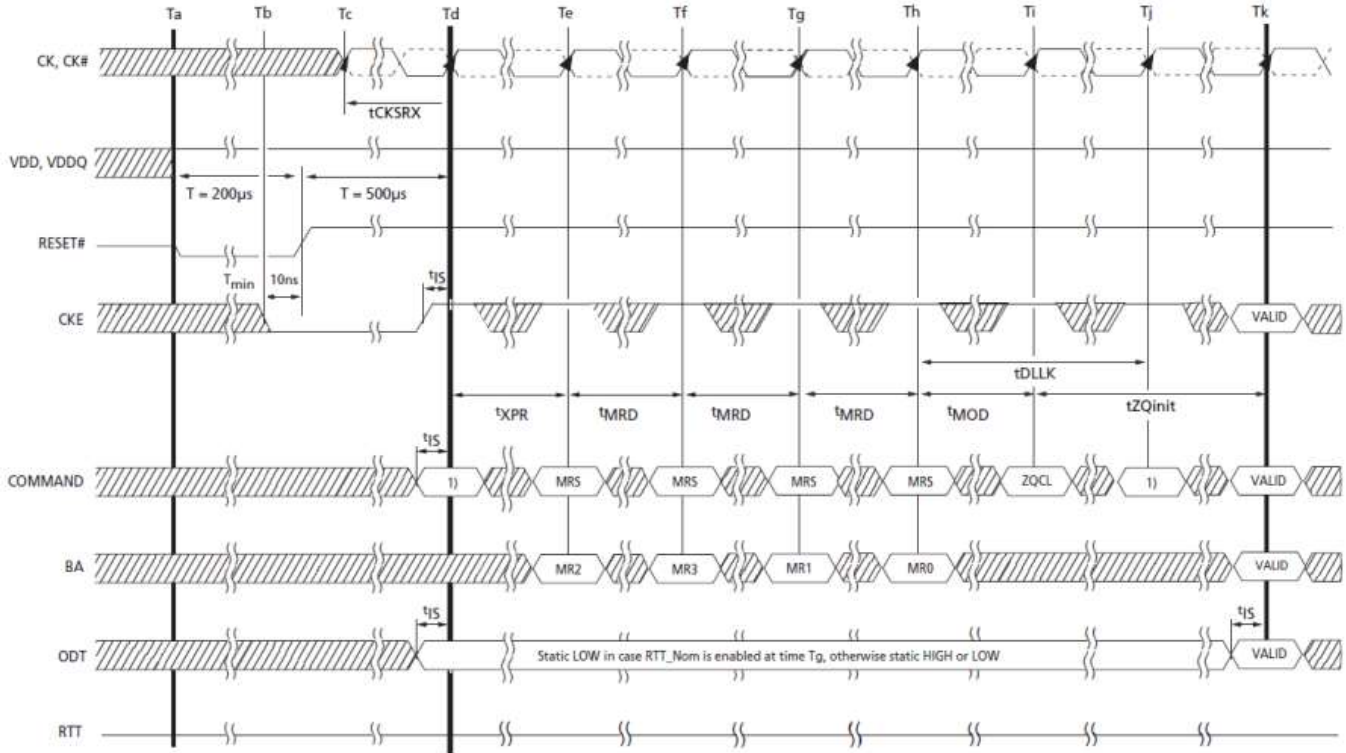 Ta Tb Tc Td Te Tf Tg Th Ti Tj Tk
CK, CK#
tCKSRX
VDD, VDDQ
T = 200µs T = 500µs
RESET#
Tmin 10ns tIS
CKE VALID
tDLLK
tXPR tMRD tMRD tMRD tMOD tZQinit
tIS
COMMAND 1) MRS MRS MRS MRS ZQCL 1) VALID
BA MR2 MR3 MR1 MR0 VALID
tIS tIS
ODT Static LOW in case RTT_Nom is enabled at time Tg, otherwise static HIGH or LOW VALID
RTT